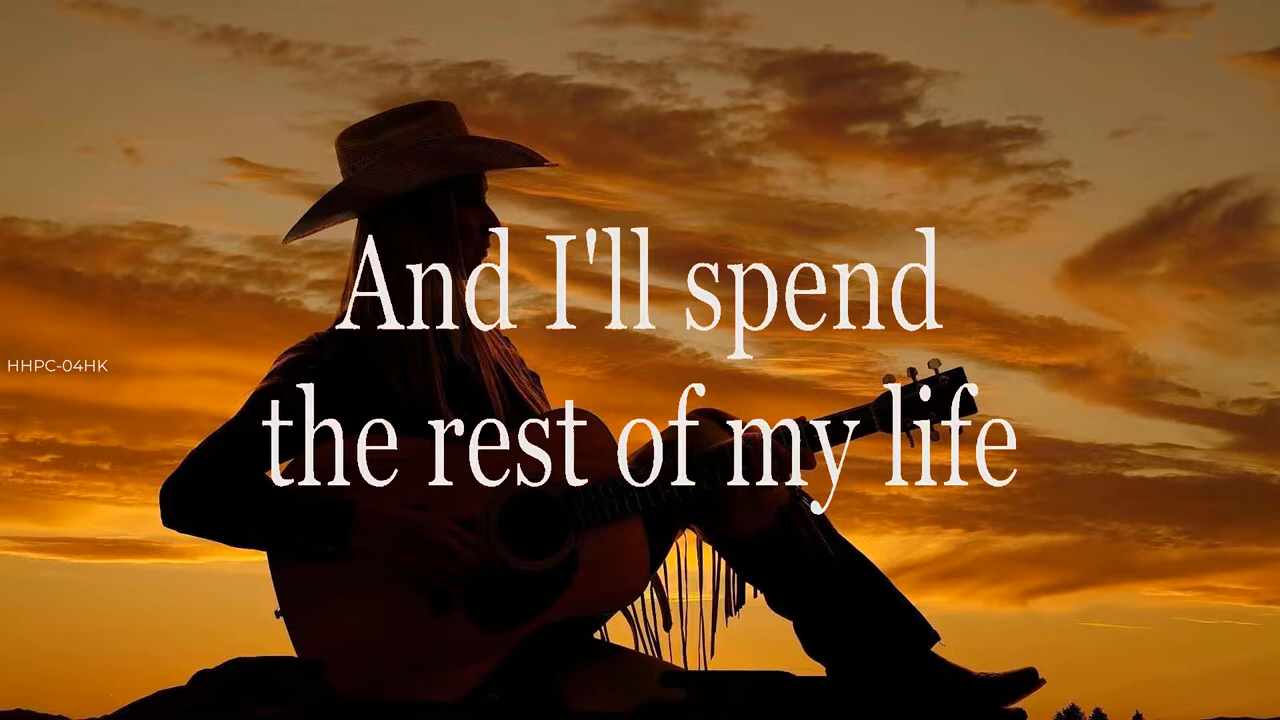 And I'll spend
HHPC-04HK
the rest of my life